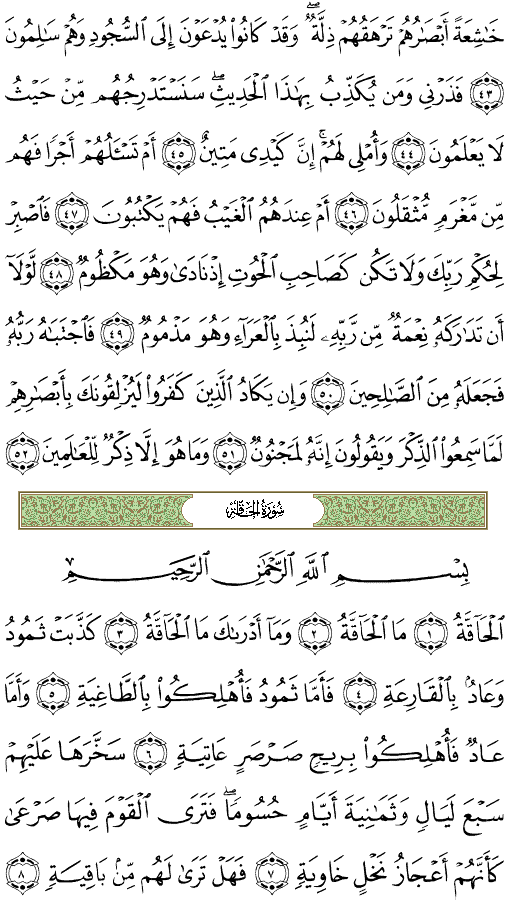 خَٰشِعَةً أَبْصَٰرُهُمْ تَرْهَقُهُمْ ذِلَّةٌ ۖ وَقَدْ كَانُوا۟ يُدْعَوْنَ إِلَى ٱلسُّجُودِ وَهُمْ سَٰلِمُونَ
٤٣ فَذَرْنِى وَمَن يُكَذِّبُ بِهَٰذَا ٱلْحَدِيثِ ۖ سَنَسْتَدْرِجُهُم مِّنْ حَيْثُ
لَا يَعْلَمُونَ ٤٤ وَأُمْلِى لَهُمْ ۚ إِنَّ كَيْدِى مَتِينٌ ٤٥ أَمْ تَسْـَٔلُهُمْ أَجْرًا فَهُم
مِّن مَّغْرَمٍ مُّثْقَلُونَ ٤٦ أَمْ عِندَهُمُ ٱلْغَيْبُ فَهُمْ يَكْتُبُونَ ٤٧ فَٱصْبِرْ
لِحُكْمِ رَبِّكَ وَلَا تَكُن كَصَاحِبِ ٱلْحُوتِ إِذْ نَادَىٰ وَهُوَ مَكْظُومٌ ٤٨ لَّوْلَآ
أَن تَدَٰرَكَهُۥ نِعْمَةٌ مِّن رَّبِّهِۦ لَنُبِذَ بِٱلْعَرَآءِ وَهُوَ مَذْمُومٌ ٤٩ فَٱجْتَبَٰهُ رَبُّهُۥ
فَجَعَلَهُۥ مِنَ ٱلصَّٰلِحِينَ ٥٠ وَإِن يَكَادُ ٱلَّذِينَ كَفَرُوا۟ لَيُزْلِقُونَكَ بِأَبْصَٰرِهِمْ
لَمَّا سَمِعُوا۟ ٱلذِّكْرَ وَيَقُولُونَ إِنَّهُۥ لَمَجْنُونٌ ٥١ وَمَا هُوَ إِلَّا ذِكْرٌ لِّلْعَٰلَمِينَ ٥٢
سُورَةُ الحَاقَّةِ
بِسْمِ ٱللَّهِ ٱلرَّحْمَٰنِ ٱلرَّحِيمِ
ٱلْحَآقَّةُ ١ مَا ٱلْحَآقَّةُ ٢ وَمَآ أَدْرَىٰكَ مَا ٱلْحَآقَّةُ ٣ كَذَّبَتْ ثَمُودُ
وَعَادٌۢ بِٱلْقَارِعَةِ ٤ فَأَمَّا ثَمُودُ فَأُهْلِكُوا۟ بِٱلطَّاغِيَةِ ٥ وَأَمَّا
عَادٌ فَأُهْلِكُوا۟ بِرِيحٍ صَرْصَرٍ عَاتِيَةٍ ٦ سَخَّرَهَا عَلَيْهِمْ
سَبْعَ لَيَالٍ وَثَمَٰنِيَةَ أَيَّامٍ حُسُومًا ۖ فَتَرَى ٱلْقَوْمَ فِيهَا صَرْعَىٰ
كَأَنَّهُمْ أَعْجَازُ نَخْلٍ خَاوِيَةٍ ٧ فَهَلْ تَرَىٰ لَهُم مِّنۢ بَاقِيَةٍ ٨